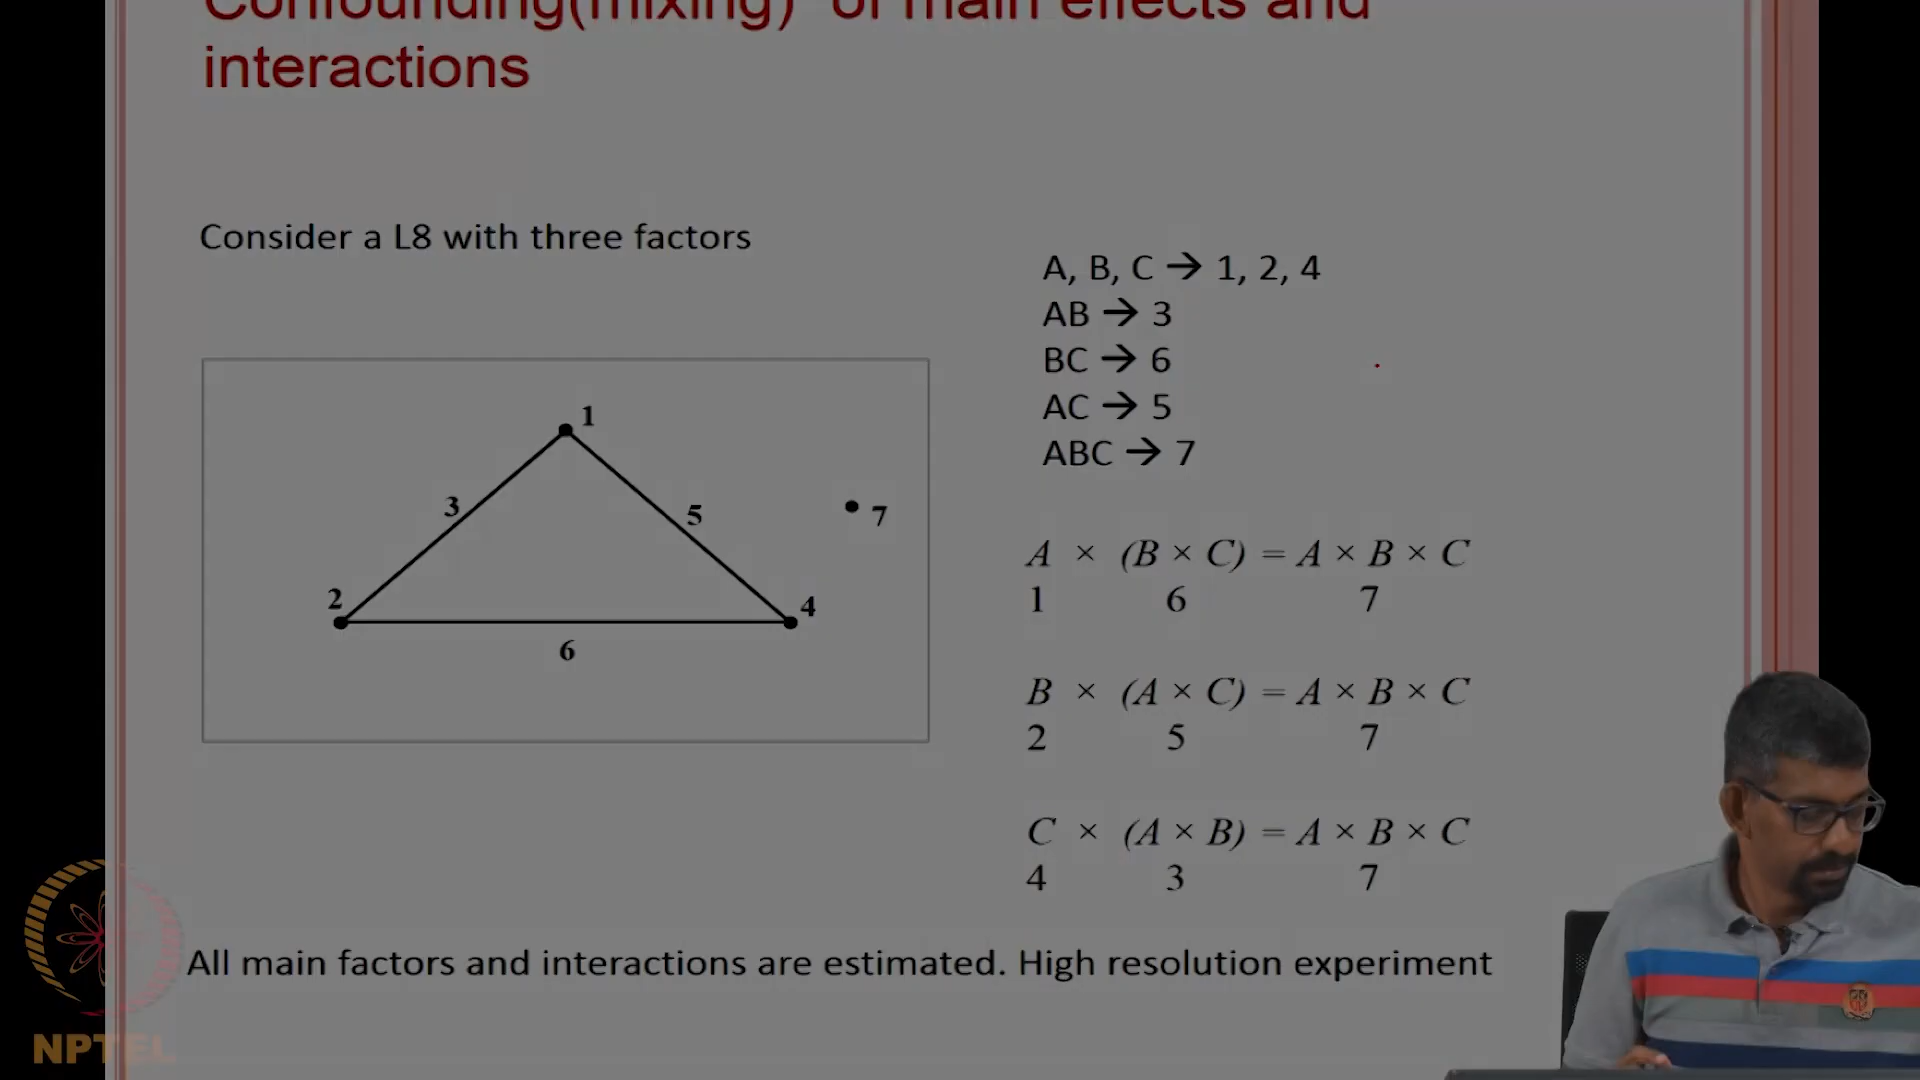 Confounding(mixing) of main effects and
interactions
Consider a L8 with three factors
A, B, C → 1, 2, 4
AB → 3
BC → 6
AC → 5
ABC → 7
1
3
5
7
2
4
6
A × (B × C) = A × B × C
1 6 7
B × (A × C) = A × B × C
2 5 7
C × (A × B) = A × B × C
4 3 7
All main factors and interactions are estimated. High resolution experiment
NPTEL